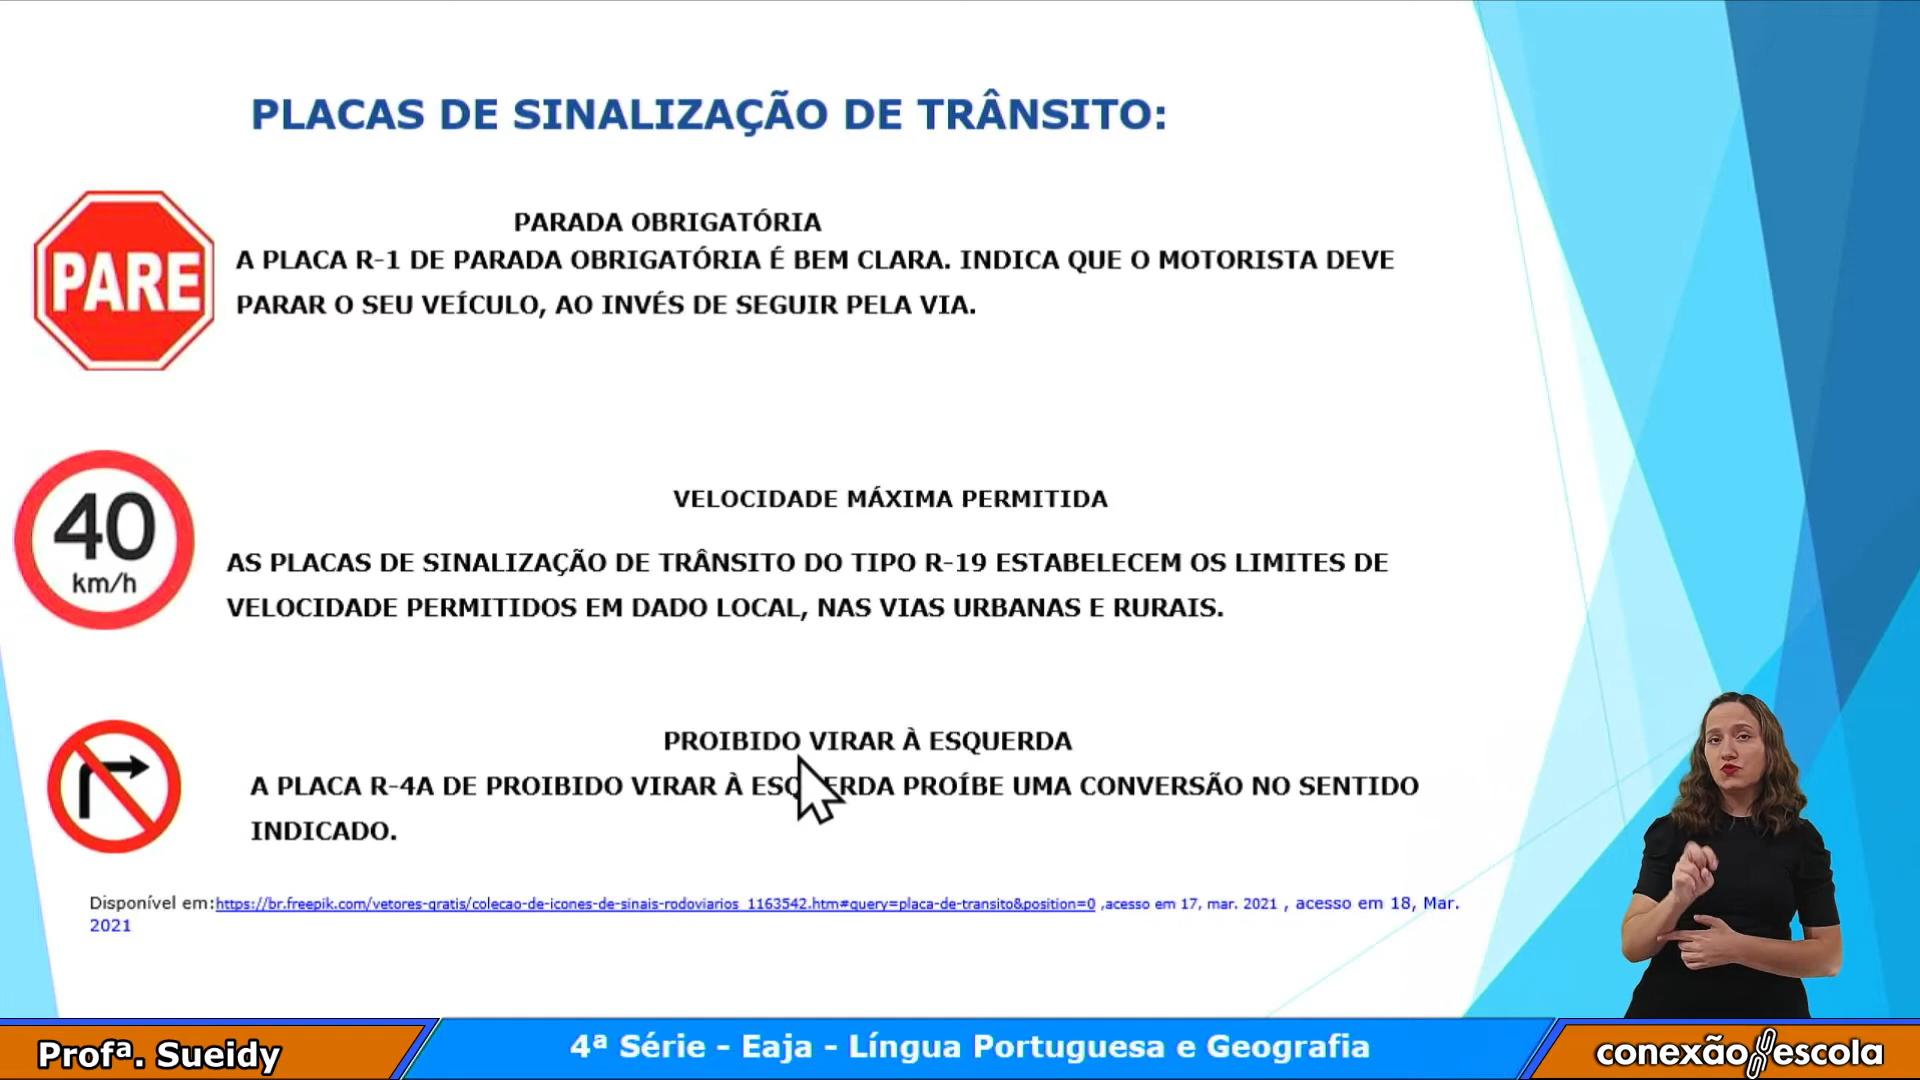 PLACAS DE SINALIZAÇÃO DE TRÂNSITO:
PARE
PARADA OBRIGATÓRIA
A PLACA R-1 DE PARADA OBRIGATÓRIA É BEM CLARA. INDICA QUE O MOTORISTA DEVE
PARAR O SEU VEÍCULO, AO INVÉS DE SEGUIR PELA VIA.
40
km/h
VELOCIDADE MÁXIMA PERMITIDA
AS PLACAS DE SINALIZAÇÃO DE TRÂNSITO DO TIPO R-19 ESTABELECEM OS LIMITES DE
VELOCIDADE PERMITIDOS EM DADO LOCAL, NAS VIAS URBANAS E RURAIS.
PROIBIDO VIRAR À ESQUERDA
A PLACA R-4A DE PROIBIDO VIRAR À ESQUERDA PROÍBE UMA CONVERSÃO NO SENTIDO
INDICADO.
Disponível em:https://br.freepik.com/vetores-gratis/colecao-de-icones-de-sinais-rodoviarios_1163542.htm#query=placa-de-transito&position=0 ,acesso em 17, mar. 2021 , acesso em 18, Mar.
2021
Profª. Sueidy
4ª Série - Eaja - Língua Portuguesa e Geografia
conexão escola